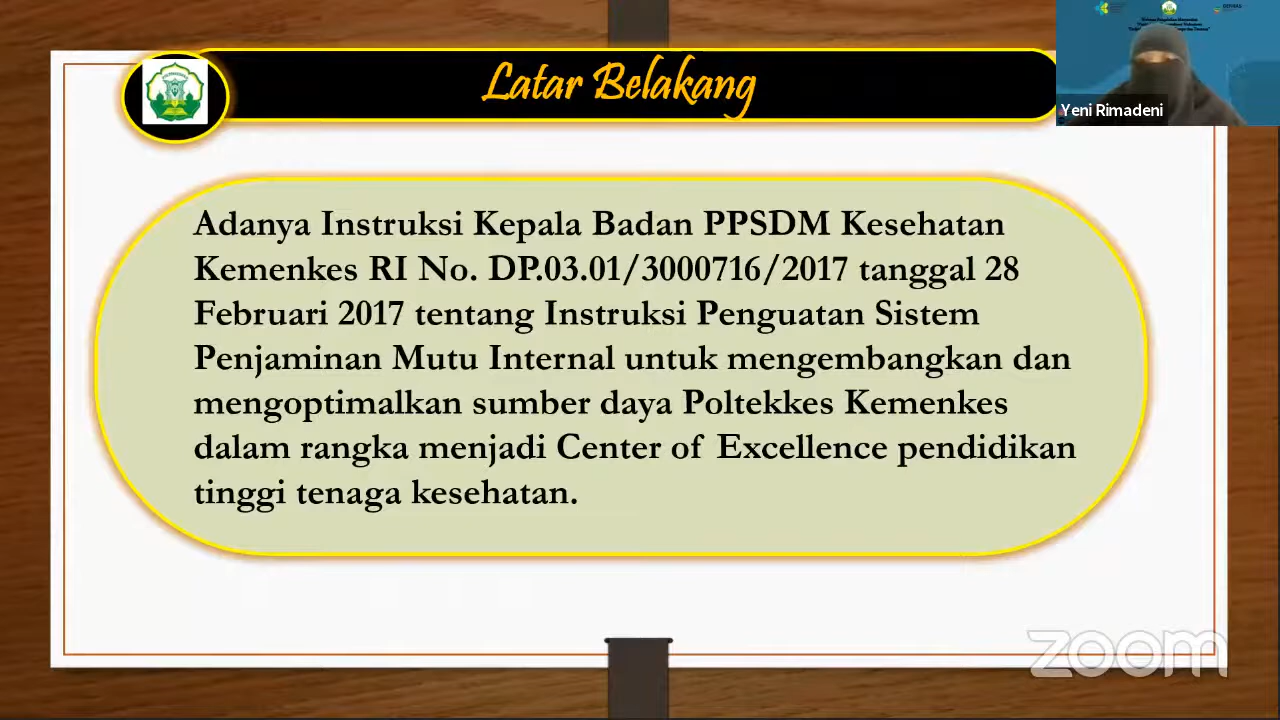 Latar Belakang
Yeni Rimadeni
Adanya Instruksi Kepala Badan PPSDM Kesehatan
Kemenkes RI No. DP.03.01/3000716/2017 tanggal 28
Februari 2017 tentang Instruksi Penguatan Sistem
Penjaminan Mutu Internal untuk mengembangkan dan
mengoptimalkan sumber daya Poltekkes Kemenkes
dalam rangka menjadi Center of Excellence pendidikan
tinggi tenaga kesehatan.
zoom